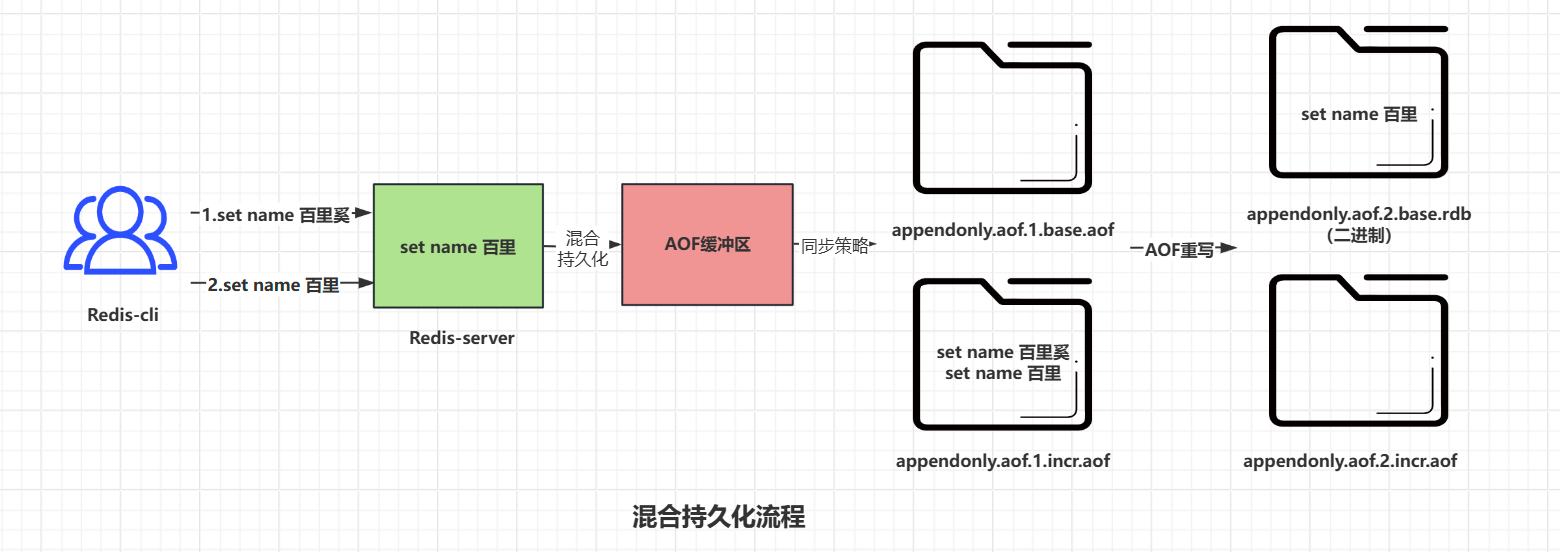 1.set name 百里奚
2.set name 百里
Redis-cli
set name 百里
Redis-server
混合
持久化
AOF缓冲区
同步策略
appendonly.aof.1.base.aof
set name 百里奚
set name 百里
appendonly.aof.1.incr.aof
AOF重写
set name 百里
appendonly.aof.2.base.rdb
（二进制）
appendonly.aof.2.incr.aof
混合持久化流程